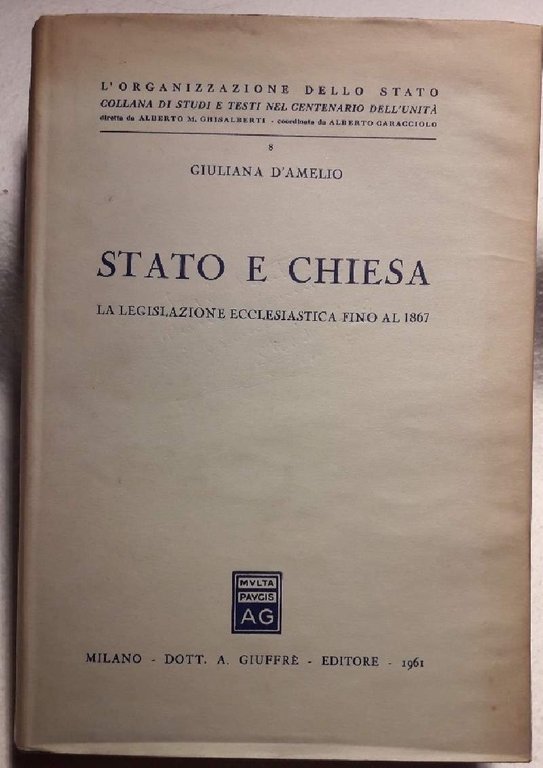 L'ORGANIZZAZIONE DELLO STATO
COLLANA DI STUDI E TESTI NEL CENTENARIO DELL'UNITÀ
diretta da ALBERTO M. GHISALBERTI - coordinata da ALBERTO CARACCIOLO
8
GIULIANA D'AMELIO
STATO E CHIESA
LA LEGISLAZIONE ECCLESIASTICA FINO AL 1867
MVLTA
PAVCIS
AG
MILANO - DOTT. A. GIUFFRÈ - EDITORE - 1961